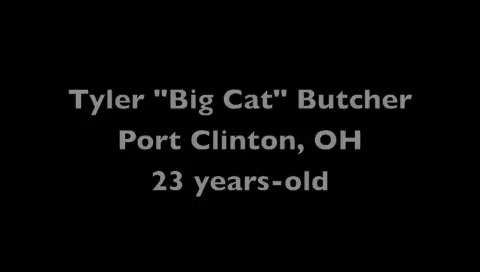 Tyler "Big Cat" Butcher
Port Clinton, OH
23 years-old